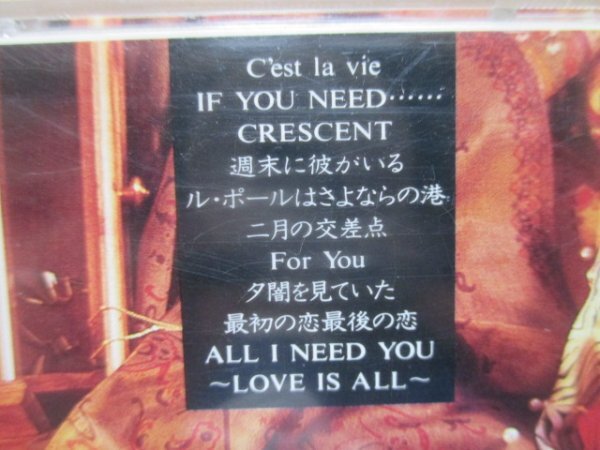 C'est la vie
IF YOU NEED……
CRESCENT
週末に彼がいる
ル・ポールはさよならの港
二月の交差点
For You
夕闇を見ていた
最初の恋最後の恋
ALL I NEED YOU
～LOVE IS ALL～